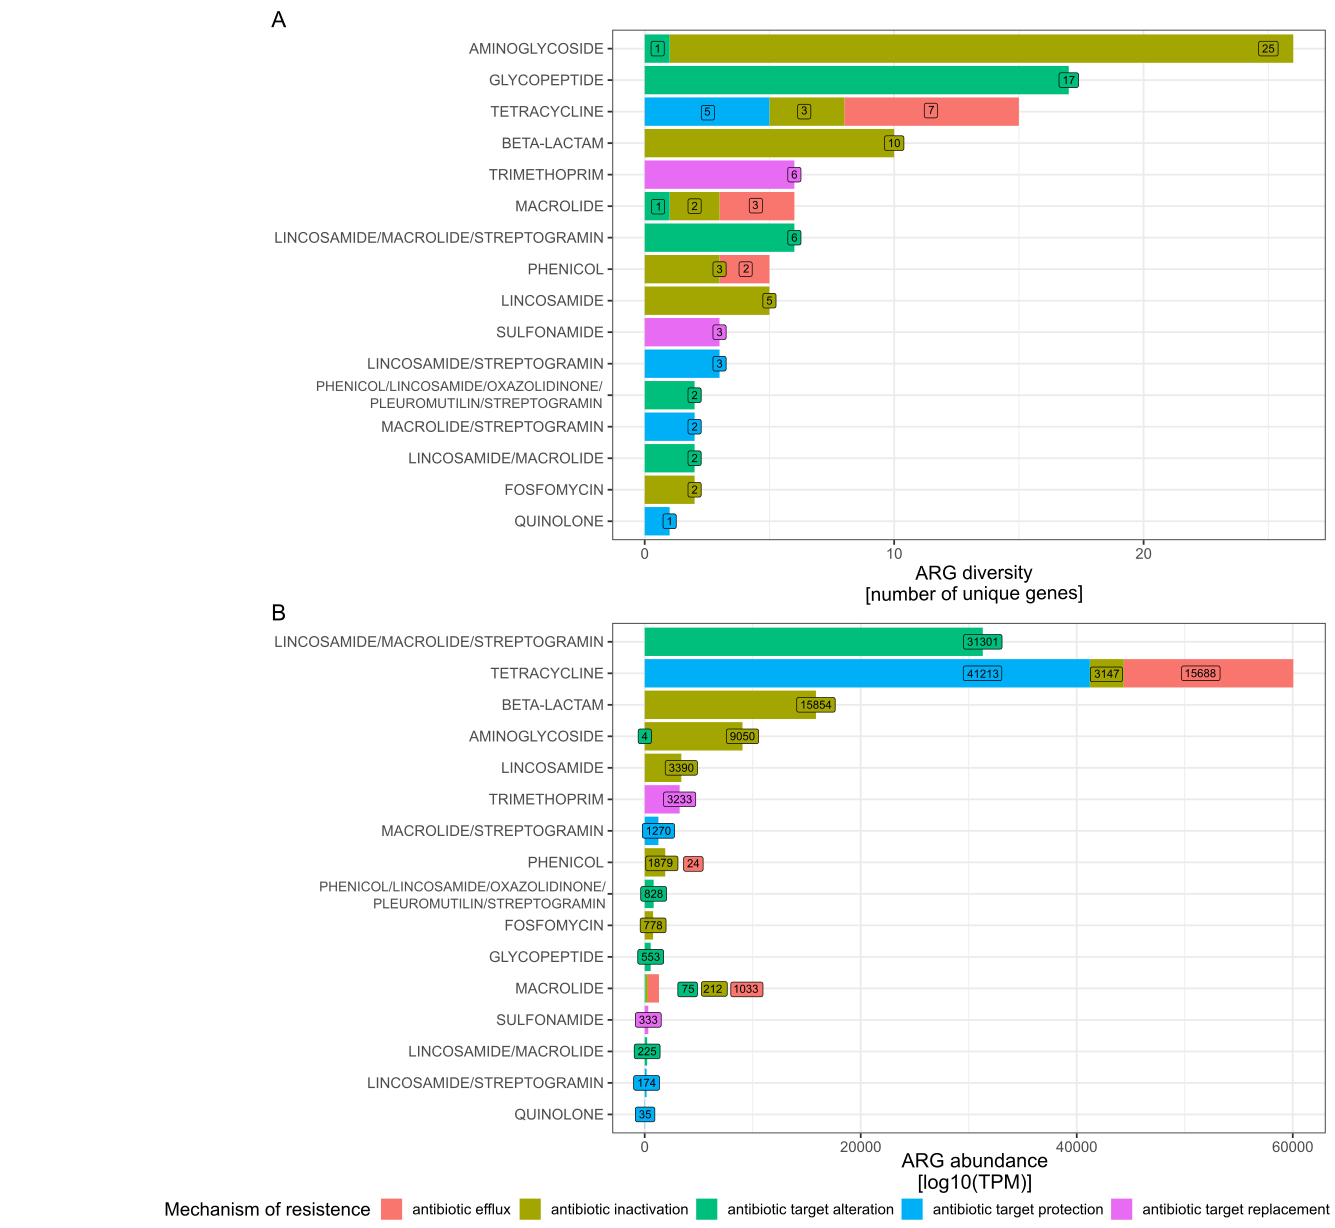 A
AMINOGLYCOSIDE 1 25
GLYCOPEPTIDE 17
TETRACYCLINE 5 3 7
BETA-LACTAM 10
TRIMETHOPRIM 6
MACROLIDE 1 2 3
LINCOSAMIDE/MACROLIDE/STREPTOGRAMIN 6
PHENICOL 3 2
LINCOSAMIDE 5
SULFONAMIDE 3
LINCOSAMIDE/STREPTOGRAMIN 3
PHENICOL/LINCOSAMIDE/OXAZOLIDINONE/
PLEUROMUTILIN/STREPTOGRAMIN 2
MACROLIDE/STREPTOGRAMIN 2
LINCOSAMIDE/MACROLIDE 2
FOSFOMYCIN 2
QUINOLONE 1
0 10 20
ARG diversity
[number of unique genes]
B
LINCOSAMIDE/MACROLIDE/STREPTOGRAMIN 31301
TETRACYCLINE 41213 3147 15688
BETA-LACTAM 15854
AMINOGLYCOSIDE 4 9050
LINCOSAMIDE 3390
TRIMETHOPRIM 3233
MACROLIDE/STREPTOGRAMIN 1270
PHENICOL 1879 24
PHENICOL/LINCOSAMIDE/OXAZOLIDINONE/
PLEUROMUTILIN/STREPTOGRAMIN 828
FOSFOMYCIN 778
GLYCOPEPTIDE 553
MACROLIDE 75 212 1033
SULFONAMIDE 333
LINCOSAMIDE/MACROLIDE 225
LINCOSAMIDE/STREPTOGRAMIN 174
QUINOLONE 35
0 20000 40000 60000
ARG abundance
[log10(TPM)]
Mechanism of resistence antibiotic efflux antibiotic inactivation antibiotic target alteration antibiotic target protection antibiotic target replacement